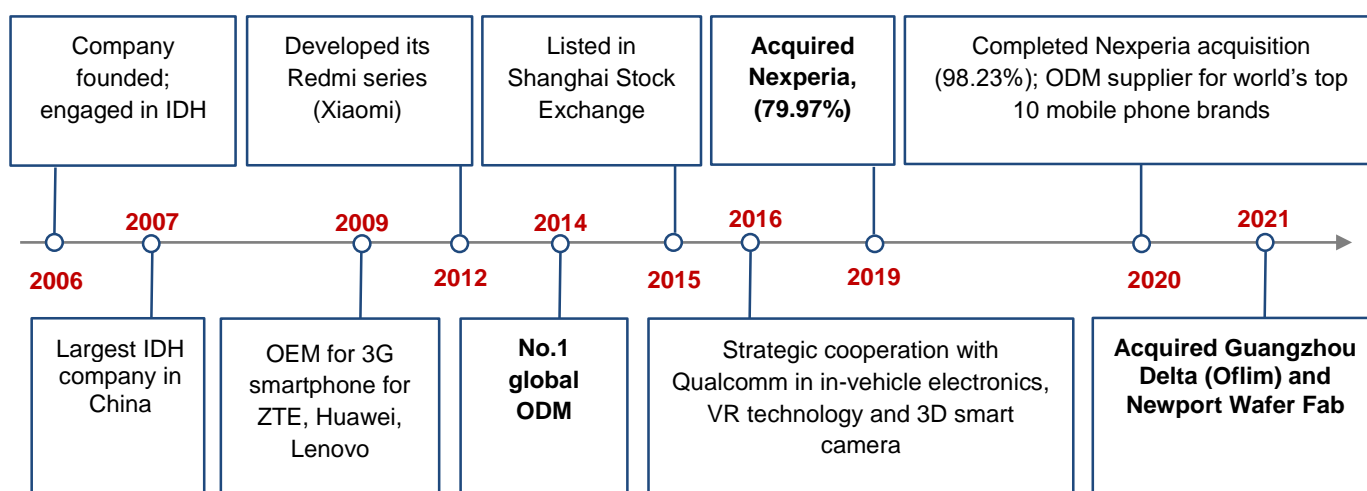 Company
founded;
engaged in IDH
Developed its
Redmi series
(Xiaomi)
Listed in
Shanghai Stock
Exchange
Acquired
Nexperia,
(79.97%)
Completed Nexperia acquisition
(98.23%); ODM supplier for world’s top
10 mobile phone brands
2007
2009
2014
2016
2021
2006
2012
2015
2019
2020
Largest IDH
company in
China
OEM for 3G
smartphone for
ZTE, Huawei,
Lenovo
No.1
global
ODM
Strategic cooperation with
Qualcomm in in-vehicle electronics,
VR technology and 3D smart
camera
Acquired Guangzhou
Delta (Oflim) and
Newport Wafer Fab